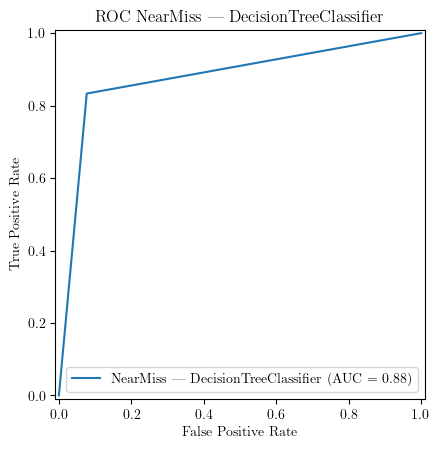 ROC NearMiss — DecisionTreeClassifier
1.0
0.8
0.6
0.4
0.2
0.0
True Positive Rate
NearMiss — DecisionTreeClassifier (AUC = 0.88)
0.0 0.2 0.4 0.6 0.8 1.0
False Positive Rate